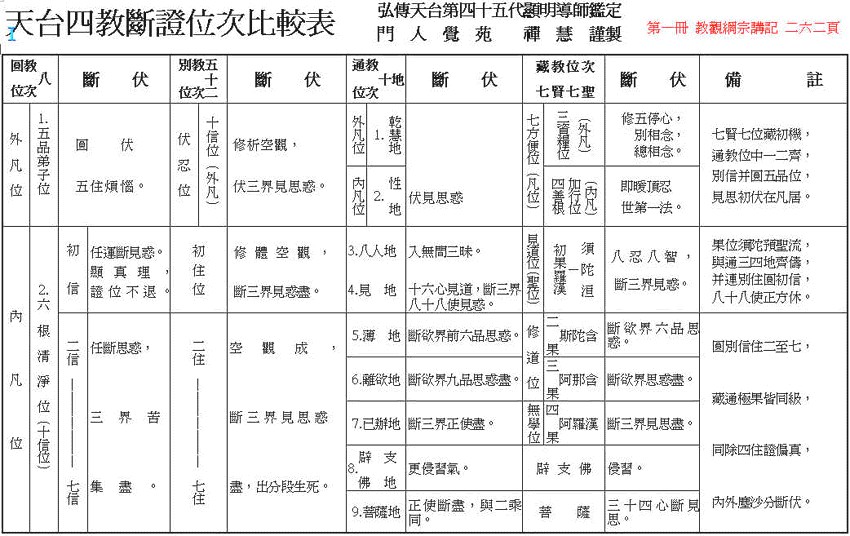 天台四教斷證位次比較表
弘傳天台第四十五代顯明導師鑑定
門人覺苑 禪慧謹製
第一冊 教觀綱宗講記 二六二頁
圓教八位次
斷伏
別教五十二位次
斷伏
通教十地位次
斷伏
藏教位次
七賢七聖
斷伏
備註
外凡位
1.五品弟子位
圓伏
五住煩惱。
伏忍位
十信位(外凡)
修析空觀，
伏三界見思惑。
外凡位
1.乾慧地
內凡位
2.性地
伏見思惑
七方便位(凡位)
三資糧位(外凡)
修五停心，
別相念，
總相念。
四善根加行位(內凡)
即暖頂忍
世第一法。
七賢七位藏初機，
通教位中一二齊，
別信并圓五品位，
見思初伏在凡居。
內凡位
2.六根清淨位(十信位)
初信
任運斷見惑。
顯真理，
證位不退。
初住位
修體空觀，
斷三界見惑盡。
3.八人地
入無間三昧。
4.見地
十六心見道，斷三界
八十八使見惑。
見道位(聖位)
初果羅漢—須陀洹
八忍八智，
斷三界見惑。
果位須陀預聖流，
與通三四地齊儔，
并連別住圓初信，
八十八使正方休。
二信————七信
任斷思惑，
三界苦
集盡。
二住————七住
空觀成，
斷三界見思惑
盡，出分段生死。
5.薄地
斷欲界前六品思惑。
6.離欲地
斷欲界九品思惑盡。
7.已辦地
斷三界正使盡。
8.辟支佛地
更侵習氣。
9.菩薩地
正使斷盡，與二乘
同。
修道位
二果
斯陀含
斷欲界六品思
惑。
三果
阿那含
斷欲界思惑盡。
無學位
四果
阿羅漢
斷三界見思盡。
辟支佛
侵習。
菩薩
三十四心斷見
思。
圓別信住二至七，
藏通極果皆同級，
同除四住證偏真，
內外塵沙分斷伏。